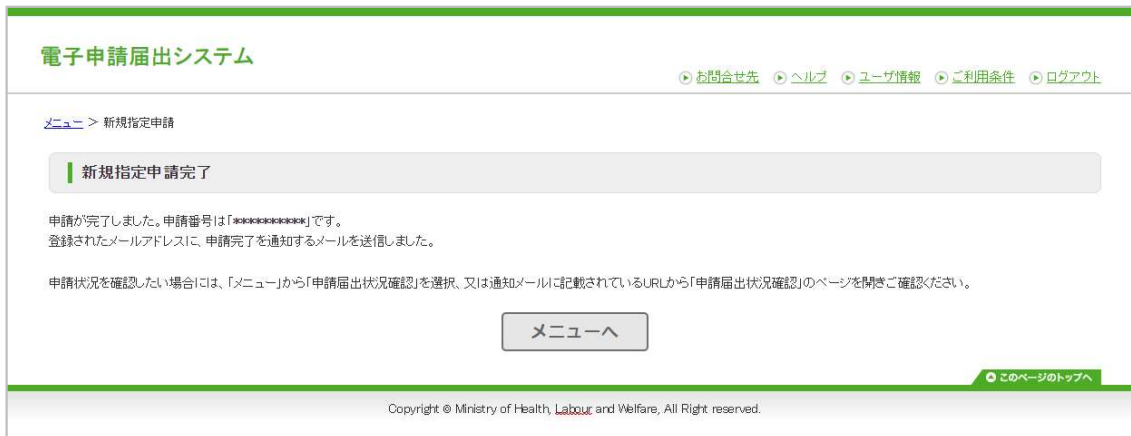 電子申請届出システム
お問合せ先 ヘルプ ユーザ情報 ご利用条件 ログアウト
メニュー > 新規指定申請
新規指定申請完了
申請が完了しました。申請番号は「**********」です。
登録されたメールアドレスに、申請完了を通知するメールを送信しました。
申請状況を確認したい場合には、「メニュー」から「申請届出状況確認」を選択、又は通知メールに記載されているURLから「申請届出状況確認」のページを開きご確認ください。
メニューへ
このページのトップへ
Copyright © Ministry of Health, Labour and Welfare, All Right reserved.